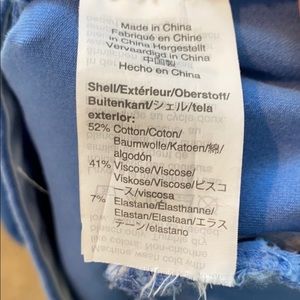 Made in China
Fabriqué en Chine
In China Hergestellt
Vervaardigd in China
中国製
Hecho en China
Shell/Extérieur/Oberstoff/
Buitenkant/シェル/tela
exterior:
52% Cotton/Coton/
Baumwolle/Katoen/綿/
algodón
41% Viscose/Viscose/
Viskose/Viscose/ビスコ
ース/viscosa
7% Elastane/Élasthanne/
Elastan/Elastaan/エラス
テーン/elastano